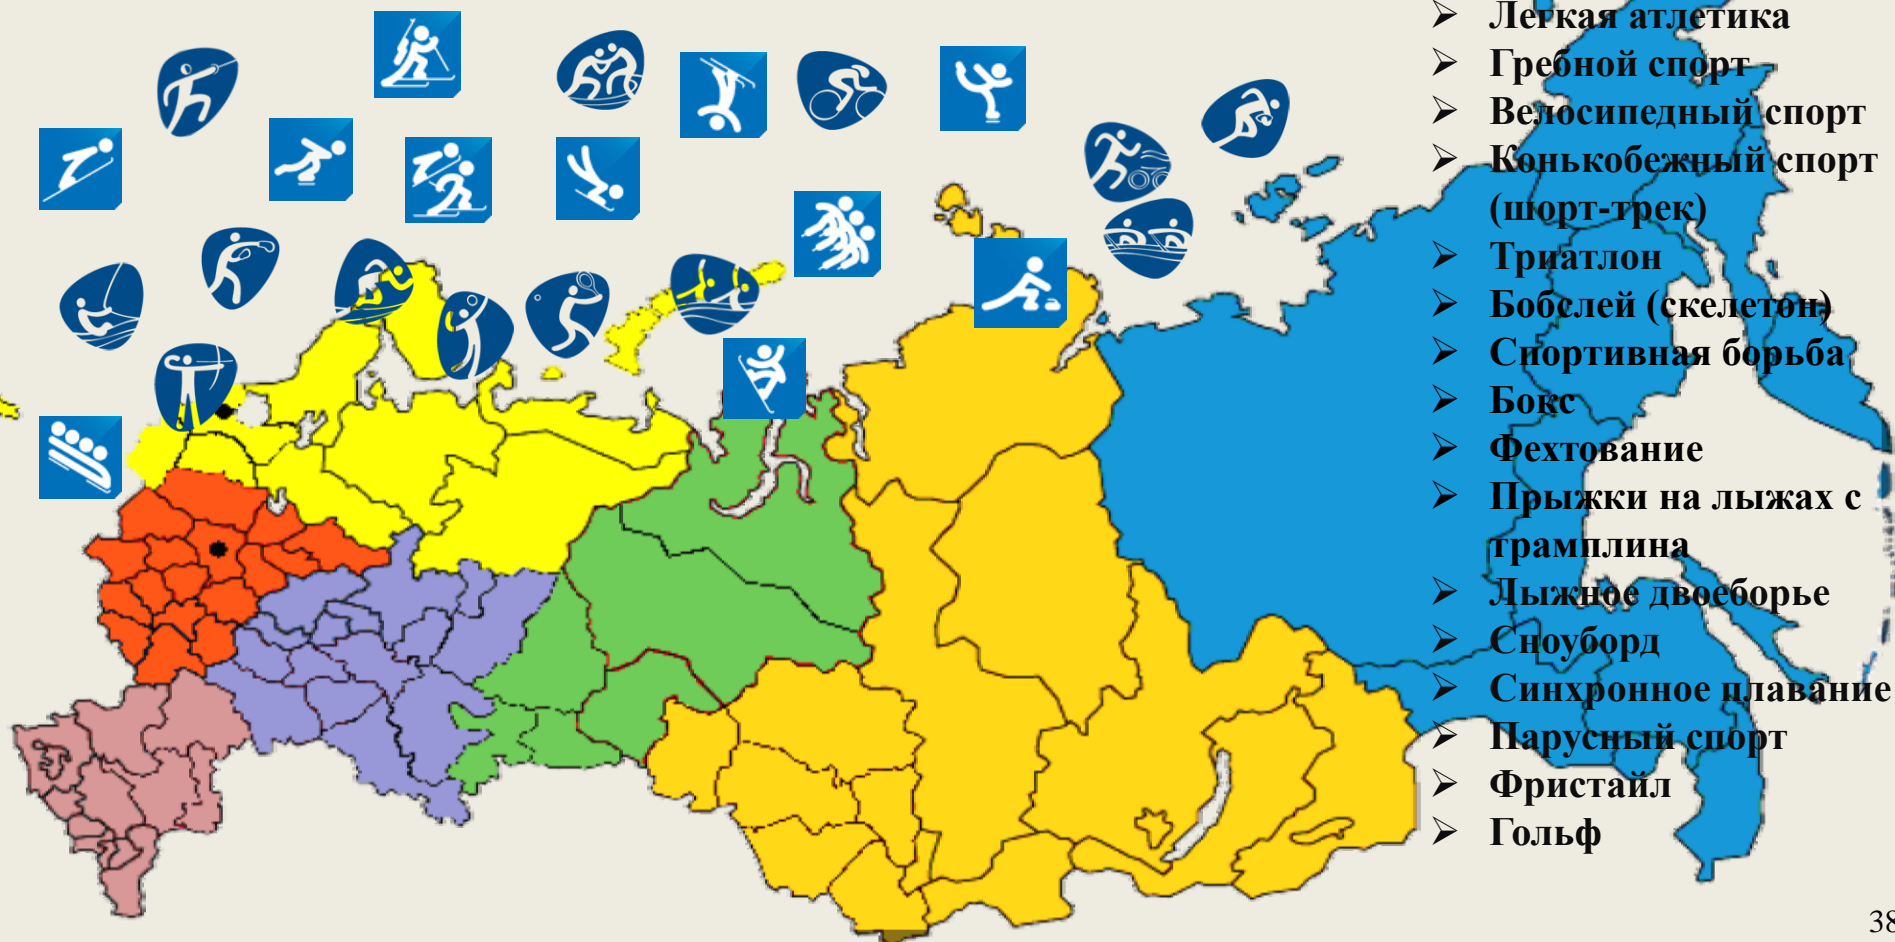 ➢ Легкая атлетика
➢ Гребной спорт
➢ Велосипедный спорт
➢ Конькобежный спорт
(шорт-трек)
➢ Триатлон
➢ Бобслей (скелетон)
➢ Спортивная борьба
➢ Бокс
➢ Фехтование
➢ Прыжки на лыжах с
трамплина
➢ Лыжное двоеборье
➢ Сноуборд
➢ Синхронное плавание
➢ Парусный спорт
➢ Фристайл
➢ Гольф
38